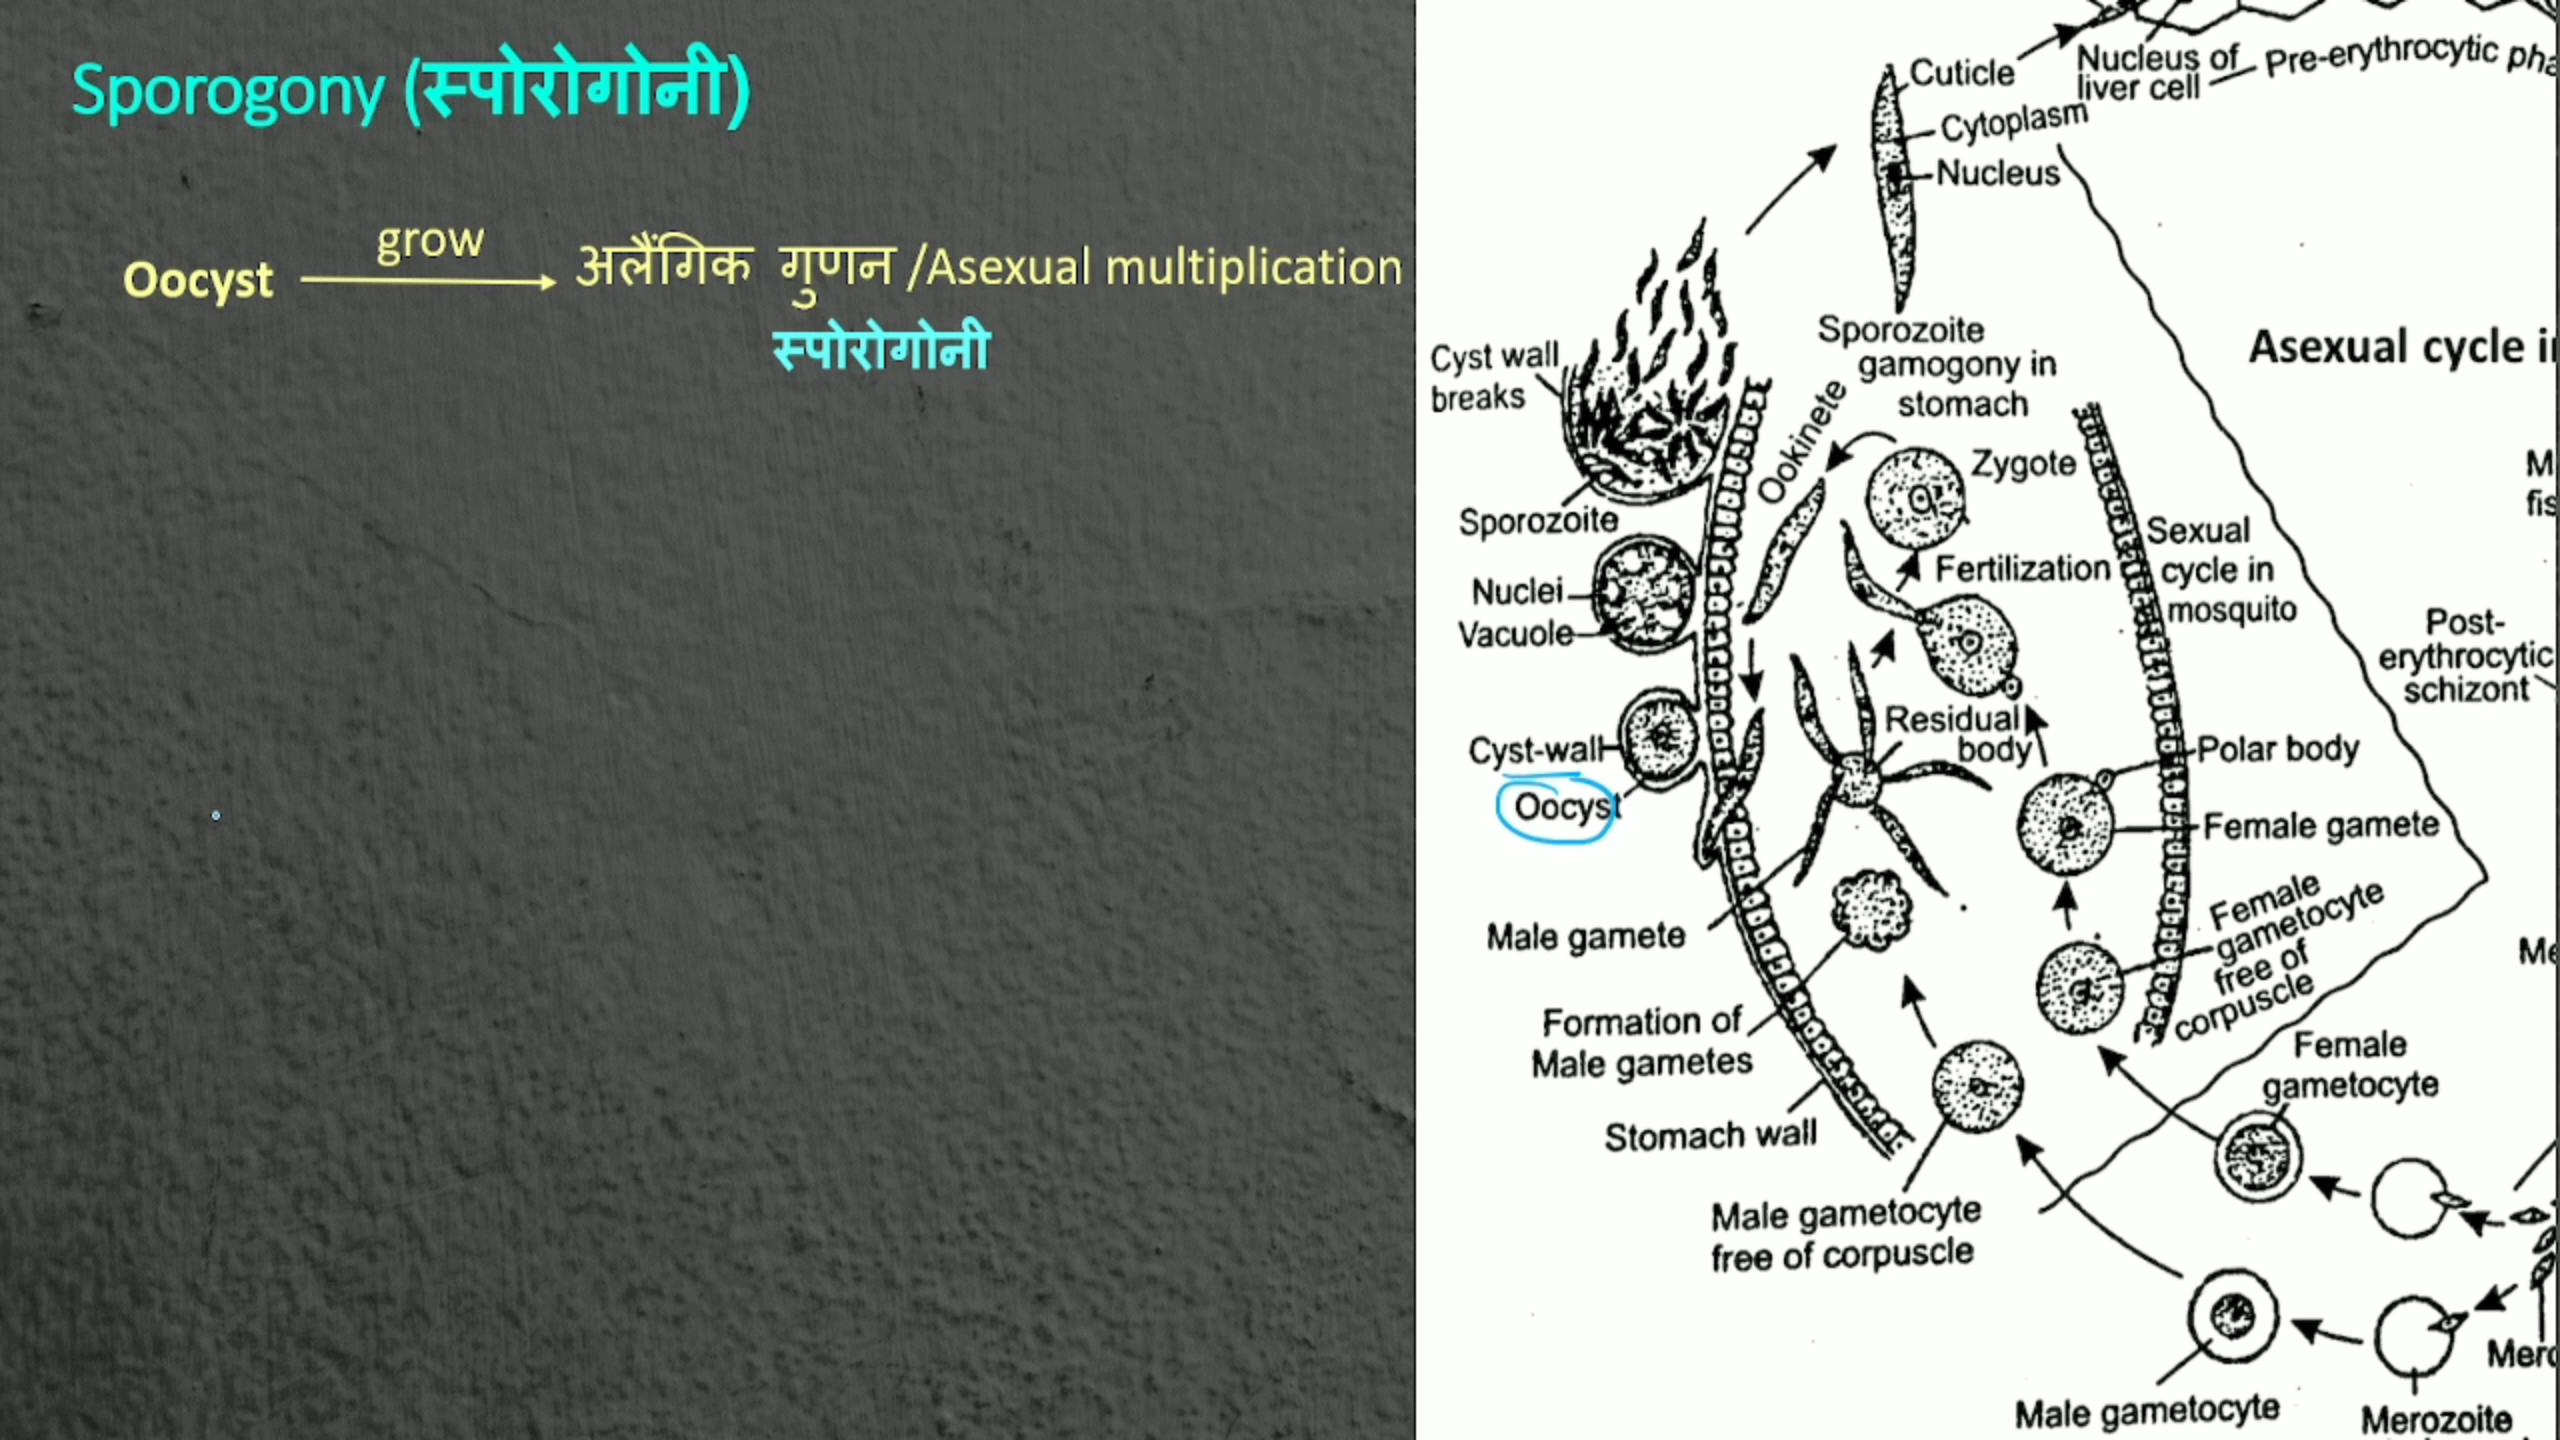 Sporogony (स्पोरोगोनी)
grow
Oocyst
अलैंगिक गुणन /Asexual multiplication
स्पोरोगोनी
Cuticle
Nucleus of
liver cell
Pre-erythrocytic
Cytoplasm
Nucleus
Sporozoite
gamogony in
stomach
Asexual cycle
Cyst wall
breaks
Ookinete
Zygote
Sporozoite
Sexual
cycle in
mosquito
Fertilization
Nuclei
Vacuole
Post-
erythrocytic
schizont
Residual
body
Cyst-wall
Oocyst
Polar body
Female gamete
Male gamete
Female
gametocyte
free of
corpuscle
Formation of
Male gametes
Female
gametocyte
Stomach wall
Male gametocyte
free of corpuscle
Male gametocyte
Merozoite